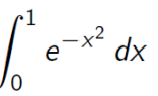 ∫₀¹ e^{-x²} dx